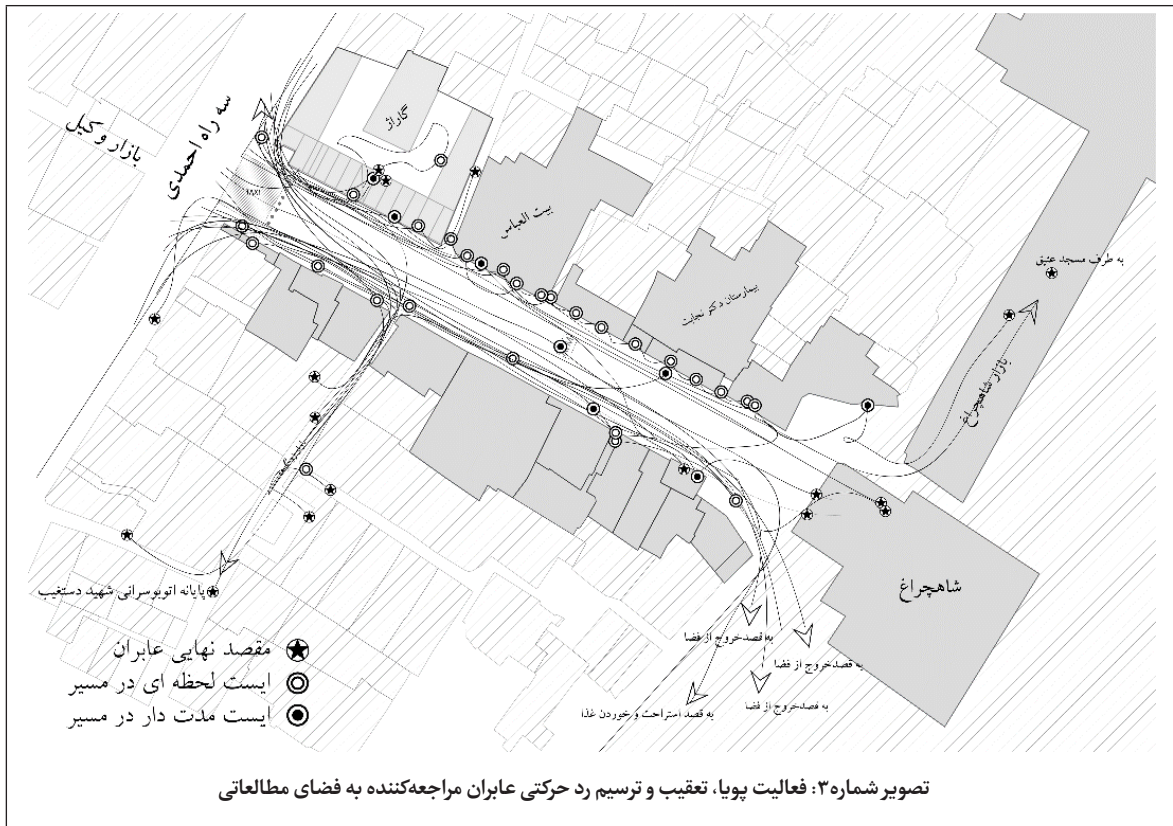 گاراژ
سه راه احمدی
بازار وکیل
TAXI
بیت العباس
بیمارستان دکتر نجابت
به طرف مسجد عتیق
بازار شاهچراغ
شاهچراغ
پایانه اتوبوسرانی شهید دستغیب
به قصد خروج از فضا
به قصد خروج از فضا
به قصد خروج از فضا
به قصد استراحت و خوردن غذا
مقصد نهایی عابران
ایست لحظه ای در مسیر
ایست مدت دار در مسیر
تصویر شماره۳: فعالیت پویا، تعقیب و ترسیم رد حرکتی عابران مراجعه‌کننده به فضای مطالعاتی